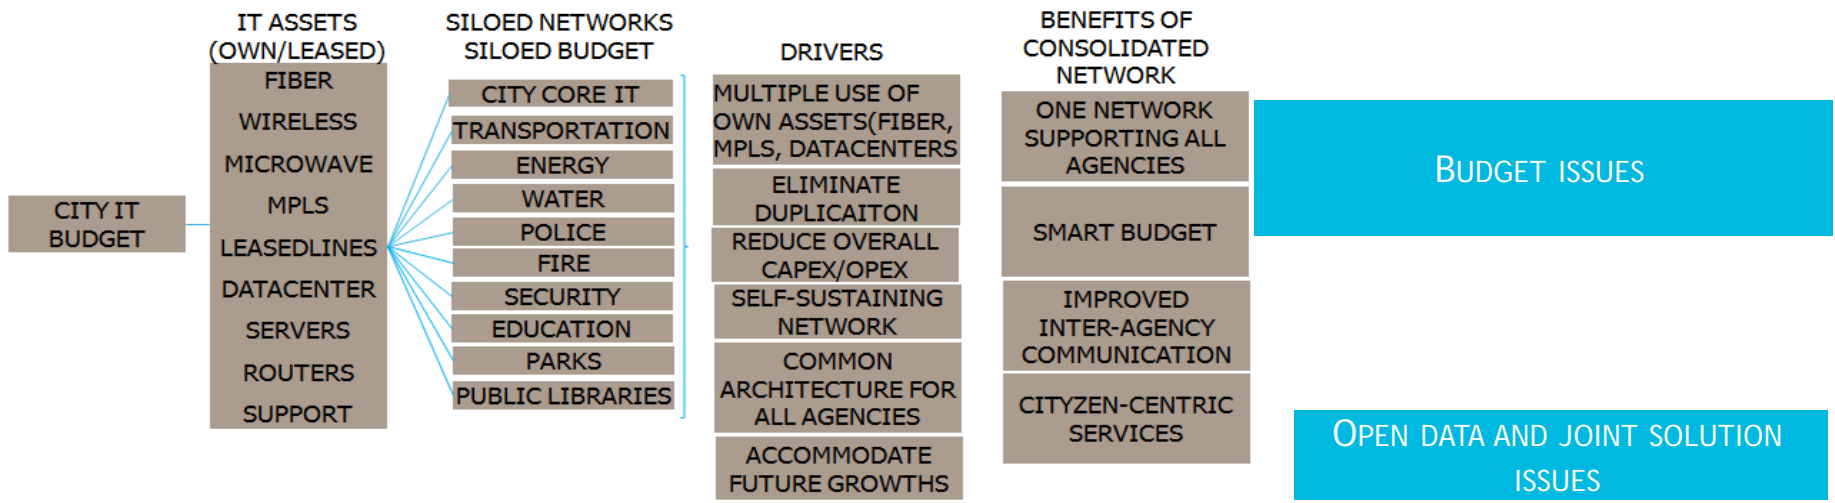 CITY IT
BUDGET
IT ASSETS
(OWN/LEASED)
FIBER
WIRELESS
MICROWAVE
MPLS
LEASEDLINES
DATACENTER
SERVERS
ROUTERS
SUPPORT
SILOED NETWORKS
SILOED BUDGET
CITY CORE IT
TRANSPORTATION
ENERGY
WATER
POLICE
FIRE
SECURITY
EDUCATION
PARKS
PUBLIC LIBRARIES
DRIVERS
MULTIPLE USE OF
OWN ASSETS(FIBER,
MPLS, DATACENTERS
ELIMINATE
DUPLICAITON
REDUCE OVERALL
CAPEX/OPEX
SELF-SUSTAINING
NETWORK
COMMON
ARCHITECTURE FOR
ALL AGENCIES
ACCOMMODATE
FUTURE GROWTHS
BENEFITS OF
CONSOLIDATED
NETWORK
ONE NETWORK
SUPPORTING ALL
AGENCIES
SMART BUDGET
IMPROVED
INTER-AGENCY
COMMUNICATION
CITYZEN-CENTRIC
SERVICES
BUDGET ISSUES
OPEN DATA AND JOINT SOLUTION
ISSUES